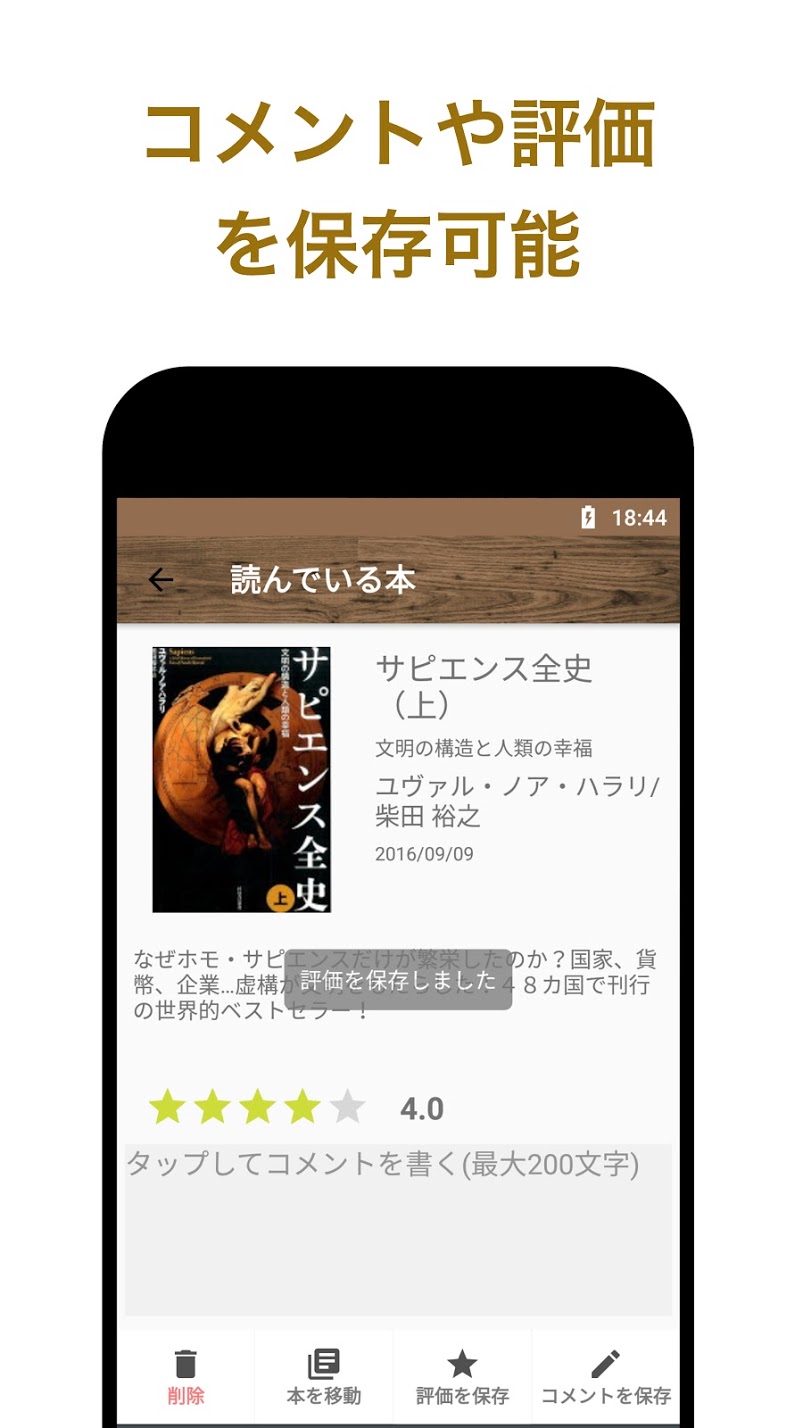 コメントや評価
を保存可能
18:44
読んでいる本
サピエンス全史
文明の構造と人類の幸福
ユヴァル・ノア・ハラリ
Sapiens
上
サピエンス全史
（上）
文明の構造と人類の幸福
ユヴァル・ノア・ハラリ/
柴田 裕之
2016/09/09
なぜホモ・サピエンスだけが繁栄したのか？国家、貨
幣、企業...虚構が
４８カ国で刊行
の世界的ベストセラー！
評価を保存しました
4.0
タップしてコメントを書く(最大200文字)
削除
本を移動
評価を保存
コメントを保存